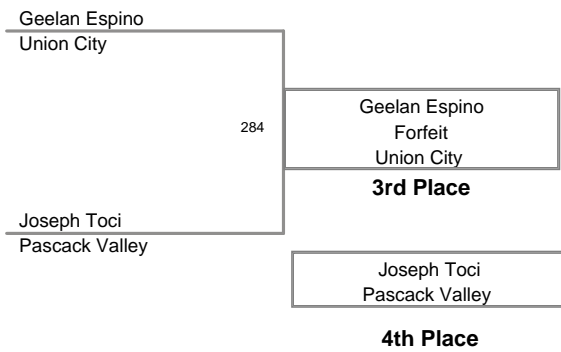 Geelan Espino
Union City
284
Geelan Espino
Forfeit
Union City
3rd Place
Joseph Toci
Pascack Valley
Joseph Toci
Pascack Valley
4th Place